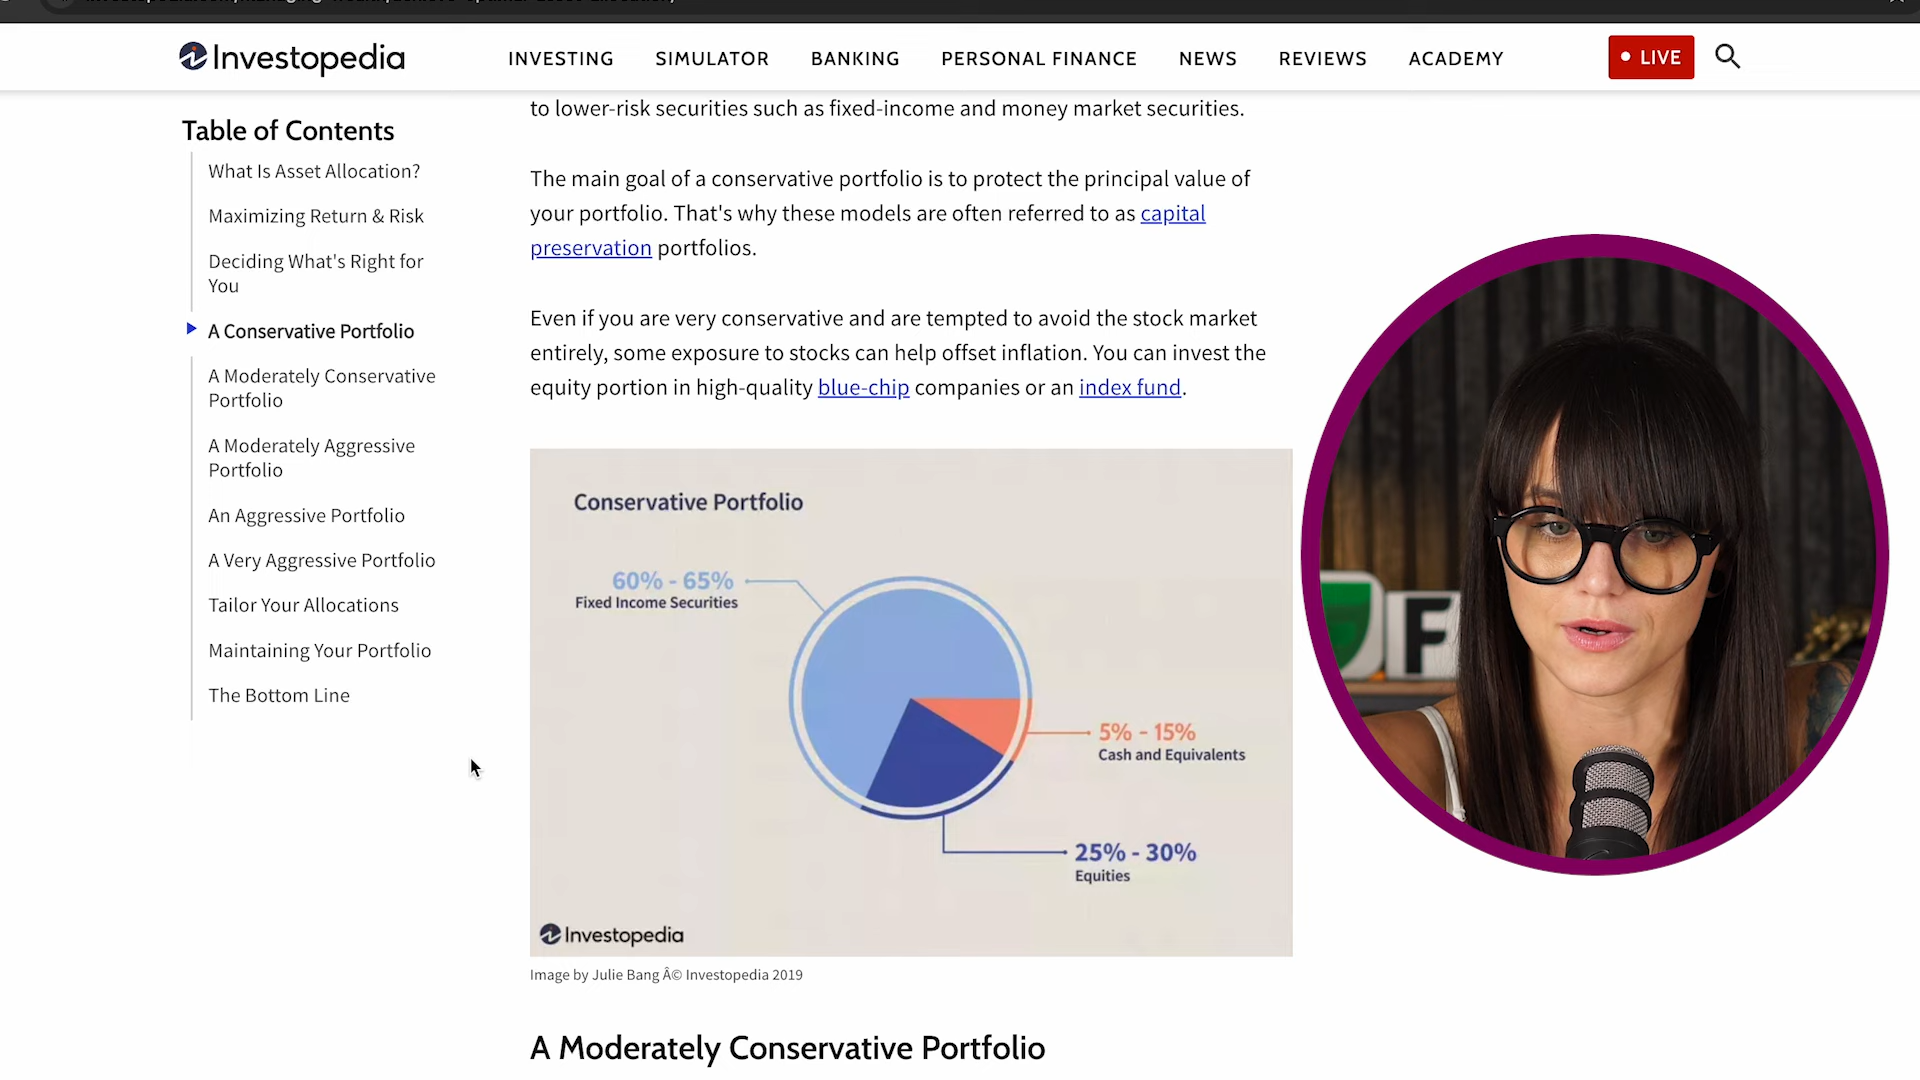 Investopedia
INVESTING
SIMULATOR
BANKING
PERSONAL FINANCE
NEWS
REVIEWS
ACADEMY
LIVE
Table of Contents
What Is Asset Allocation?
Maximizing Return & Risk
Deciding What's Right for
You
A Conservative Portfolio
A Moderately Conservative
Portfolio
A Moderately Aggressive
Portfolio
An Aggressive Portfolio
A Very Aggressive Portfolio
Tailor Your Allocations
Maintaining Your Portfolio
The Bottom Line
to lower-risk securities such as fixed-income and money market securities.
The main goal of a conservative portfolio is to protect the principal value of
your portfolio. That's why these models are often referred to as capital
preservation portfolios.
Even if you are very conservative and are tempted to avoid the stock market
entirely, some exposure to stocks can help offset inflation. You can invest the
equity portion in high-quality blue-chip companies or an index fund.
Conservative Portfolio
60% - 65%
Fixed Income Securities
5% - 15%
Cash and Equivalents
25% - 30%
Equities
Investopedia
Image by Julie Bang Â© Investopedia 2019
A Moderately Conservative Portfolio
F